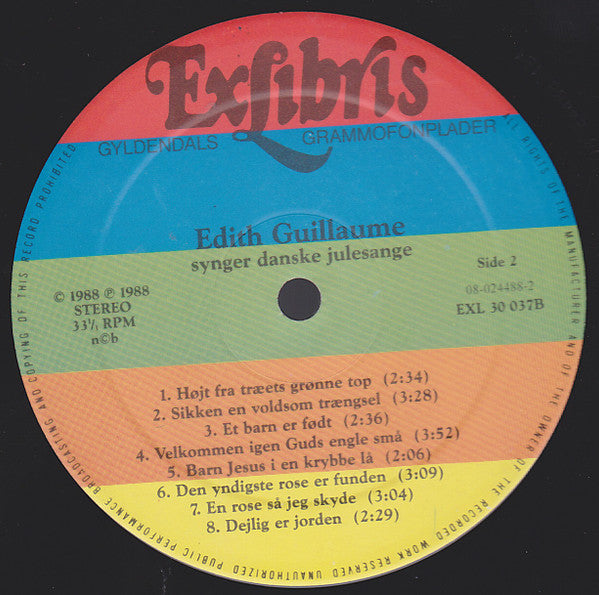 Exlibris
GYLDENDALS GRAMMOFONPLADER
Edith Guillaume
synger danske julesange
Side 2
08-024488-2
EXL 30 037B
© 1988 ℗ 1988
STEREO
33⅓ RPM
n©b
1. Højt fra træets grønne top (2:34)
2. Sikken en voldsom trængsel (3:28)
3. Et barn er født (2:36)
4. Velkommen igen Guds engle små (3:52)
5. Barn Jesus i en krybbe lå (2:06)
6. Den yndigste rose er funden (3:09)
7. En rose så jeg skyde (3:04)
8. Dejlig er jorden (2:29)
ALL RIGHTS OF THE MANUFACTURER AND OF THE OWNER OF THE RECORDED WORK RESERVED UNAUTHORIZED PUBLIC PERFORMANCE BROADCASTING AND COPYING OF THIS RECORD PROHIBITED